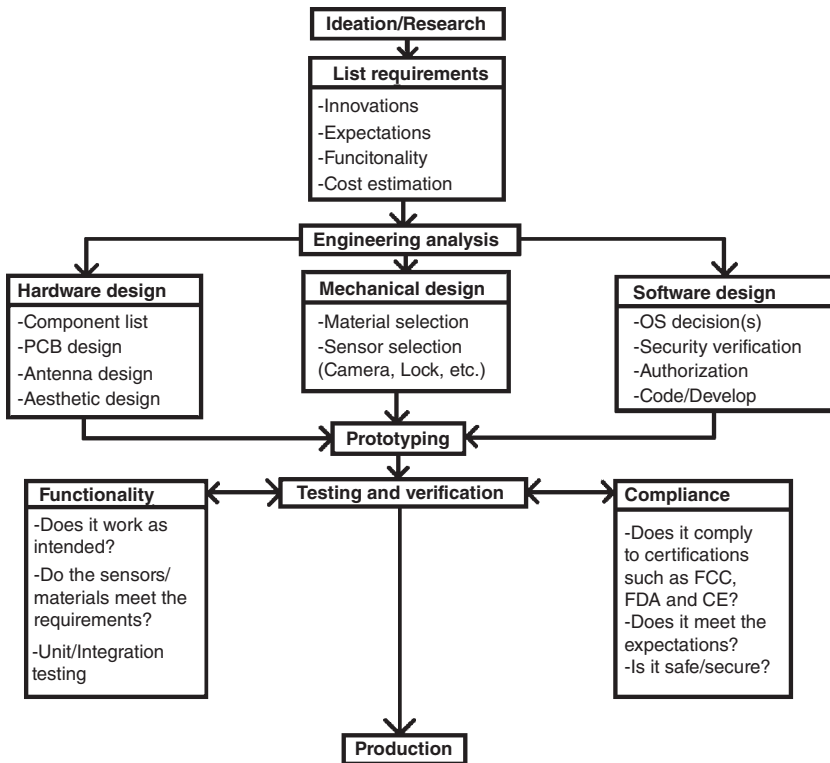 Ideation/Research
List requirements
-Innovations
-Expectations
-Funcitonality
-Cost estimation
Engineering analysis
Hardware design
-Component list
-PCB design
-Antenna design
-Aesthetic design
Mechanical design
-Material selection
-Sensor selection
(Camera, Lock, etc.)
Software design
-OS decision(s)
-Security verification
-Authorization
-Code/Develop
Prototyping
Functionality
-Does it work as
intended?
-Do the sensors/
materials meet the
requirements?
-Unit/Integration
testing
Testing and verification
Compliance
-Does it comply
to certifications
such as FCC,
FDA and CE?
-Does it meet the
expectations?
-Is it safe/secure?
Production